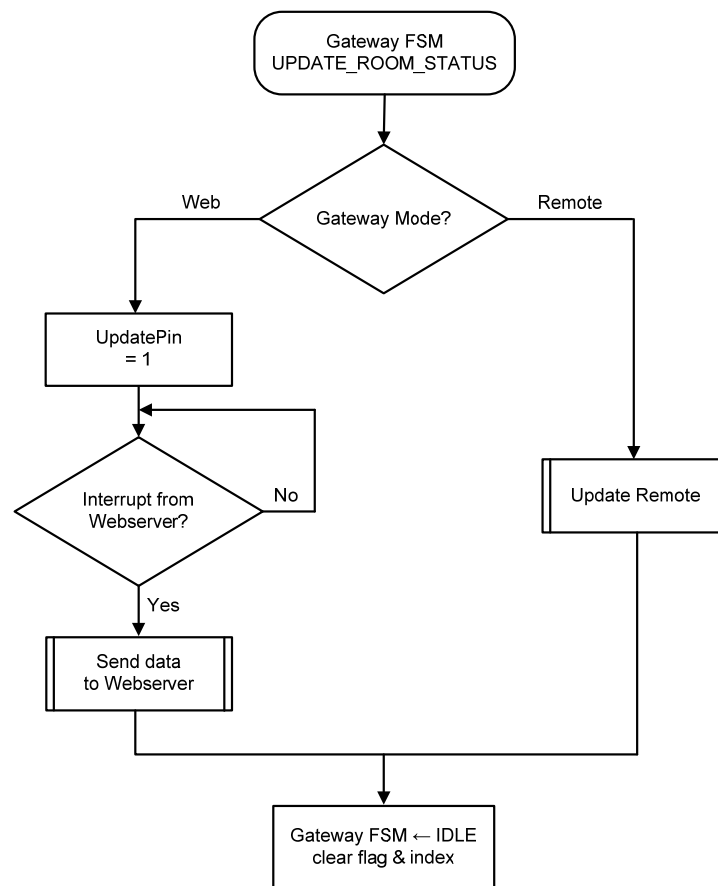 Gateway FSM
UPDATE_ROOM_STATUS
Web
Gateway Mode?
Remote
UpdatePin
= 1
Interrupt from
Webserver?
No
Update Remote
Yes
Send data
to Webserver
Gateway FSM ← IDLE
clear flag & index